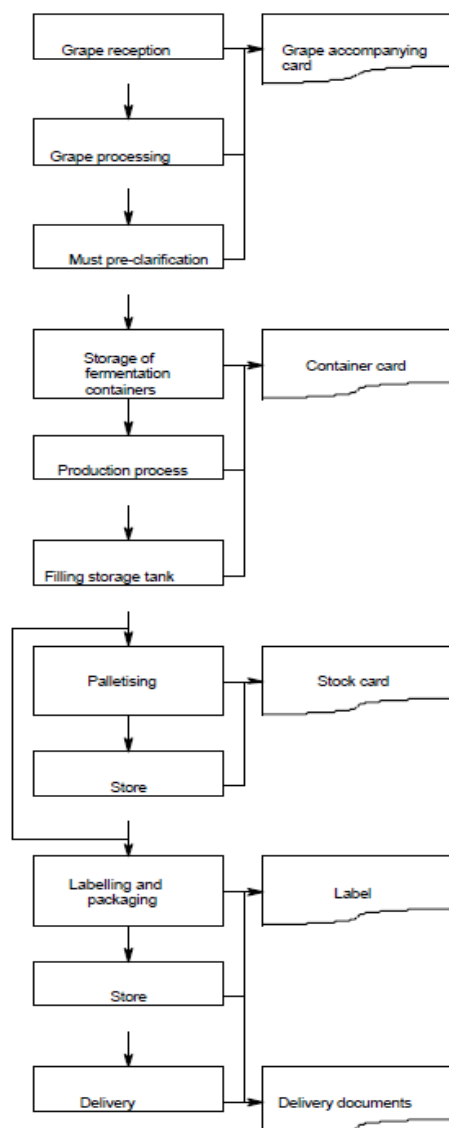 Grape reception
Grape accompanying
card
Grape processing
Must pre-clarification
Storage of
fermentation
containers
Container card
Production process
Filling storage tank
Palletising
Stock card
Store
Labelling and
packaging
Label
Store
Delivery
Delivery documents